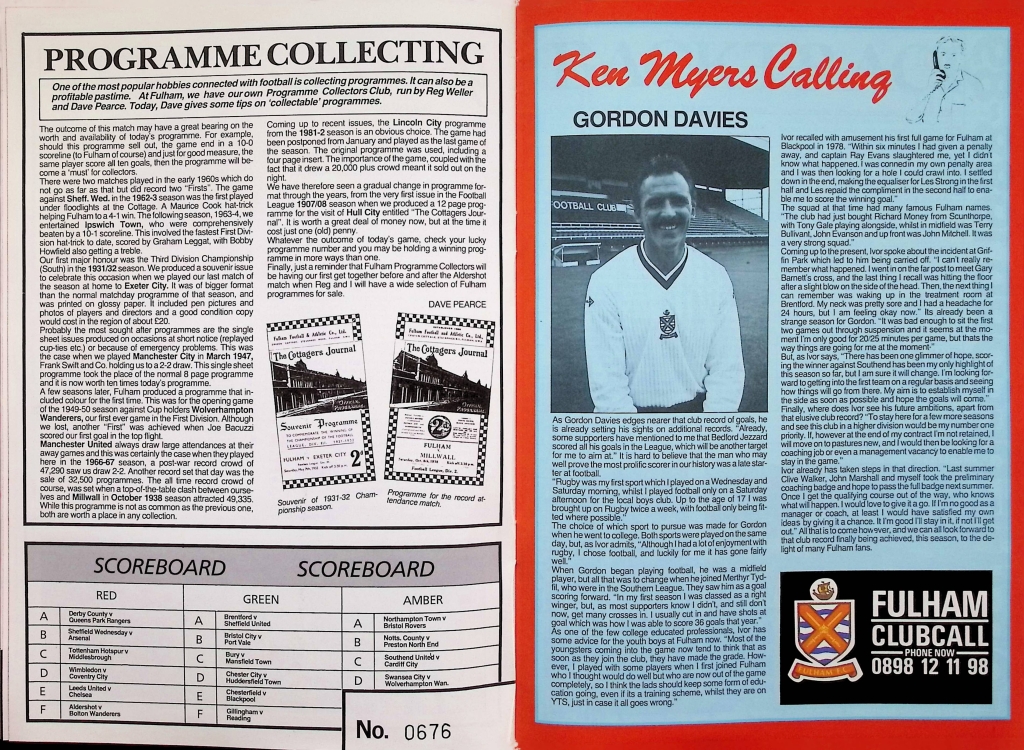 PROGRAMME COLLECTING
One of the most popular hobbies connected with football is collecting programmes. It can also be a
profitable pastime. At Fulham, we have our own Programme Collectors Club, run by Reg Weller
and Dave Pearce. Today, Dave gives some tips on 'collectable' programmes.
The outcome of this match may have a great bearing on the
worth and availability of today's programme. For example,
should this programme sell out, the game end in a 10-0
scoreline (to Fulham of course) and just for good measure, the
same player score all ten goals, then the programme will be-
come a 'must' for collectors.
There were two matches played in the early 1960s which do
not go as far as that but did record two "Firsts". The game
against Sheff. Wed. in the 1962-3 season was the first played
under floodlights at the Cottage. A Maurice Cook hat-trick
helping Fulham to a 4-1 win. The following season, 1963-4, we
entertained Ipswich Town, who were comprehensively
beaten by a 10-1 scoreline. This involved the fastest First Divi-
sion hat-trick to date, scored by Graham Leggat, with Bobby
Howfield also getting a treble.
Our first major honour was the Third Division Championship
(South) in the 1931/32 season. We produced a souvenir issue
to celebrate this occasion when we played our last match of
the season at home to Exeter City. It was of bigger format
than the normal matchday programme of that season, and
was printed on glossy paper. It included pen pictures and
photos of players and directors and a good condition copy
would cost in the region of about £20.
Probably the most sought after programmes are the single
sheet issues produced on occasions at short notice (replayed
cup-ties etc.) or because of emergency problems. This was
the case when we played Manchester City in March 1947,
Frank Swift and Co. holding us to a 2-2 draw. This single sheet
programme took the place of the normal 8 page programme
and it is now worth ten times today's programme.
A few seasons later, Fulham produced a programme that in-
cluded colour for the first time. This was for the opening game
of the 1949-50 season against Cup holders Wolverhampton
Wanderers, our first ever game in the First Division. Although
we lost, another "First" was achieved when Joe Bacuzzi
scored our first goal in the top flight.
Manchester United always draw large attendances at their
away games and this was certainly the case when they played
here in the 1966-67 season, a post-war record crowd of
47,290 saw us draw 2-2. Another record set that day was the
sale of 32,500 programmes. The all time record crowd of
course, was set when a top-of-the-table clash between ourse-
lves and Millwall in October 1938 season attracted 49,335.
While this programme is not as common as the previous one,
both are worth a place in any collection.
Coming up to recent issues, the Lincoln City programme
from the 1981-2 season is an obvious choice. The game had
been postponed from January and played as the last game of
the season. The original programme was used, including a
four page insert. The importance of the game, coupled with the
fact that it drew a 20,000 plus crowd meant it sold out on the
night.
We have therefore seen a gradual change in programme for-
mat through the years, from the very first issue in the Football
League 1907/08 season when we produced a 12 page pro-
gramme for the visit of Hull City entitled "The Cottagers Jour-
nal". It is worth a great deal of money now, but at the time it
cost just one (old) penny.
Whatever the outcome of today's game, check your lucky
programme number and you may be holding a winning prog-
ramme in more ways than one.
Finally, just a reminder that Fulham Programme Collectors will
be having our first get together before and after the Aldershot
match when Reg and I will have a wide selection of Fulham
programmes for sale.
DAVE PEARCE
Fulham Football & Athletic Co., Ltd.
The Cottagers Journal
OFFICIAL PROGRAMME
Souvenir Programme
FULHAM v EXETER CITY
2d
Fulham Football and Athletic Co., Ltd.
The Cottagers' Journal
OFFICIAL PROGRAMME
2d
FULHAM
v
MILLWALL
Football League, Div. 2.
Souvenir of 1931-32 Cham-
pionship season.
Programme for the record at-
tendance match.
SCOREBOARD SCOREBOARD
RED GREEN AMBER
A Derby County v
Queens Park Rangers
B Sheffield Wednesday v
Arsenal
C Tottenham Hotspur v
Middlesbrough
D Wimbledon v
Coventry City
E Leeds United v
Chelsea
F Aldershot v
Bolton Wanderers
A Brentford v
Sheffield United
B Bristol City v
Port Vale
C Bury v
Mansfield Town
D Chester City v
Huddersfield Town
E Chesterfield v
Blackpool
F Gillingham v
Reading
A Northampton Town v
Bristol Rovers
B Notts. County v
Preston North End
C Southend United v
Cardiff City
D Swansea City v
Wolverhampton Wan.
No. 0676
Ken Myers Calling
GORDON DAVIES
FOOTBALL CLUB
As Gordon Davies edges nearer that club record of goals, he
is already setting his sights on additional records. "Already,
some supporters have mentioned to me that Bedford Jezzard
scored all his goals in the League, which will be another target
for me to aim at." It is hard to believe that the man who may
well prove the most prolific scorer in our history was a late star-
ter at football.
"Rugby was my first sport which I played on a Wednesday and
Saturday morning, whilst I played football only on a Saturday
afternoon for the local boys club. Up to the age of 17 I was
brought up on Rugby twice a week, with football only being fit-
ted where possible."
The choice of which sport to pursue was made for Gordon
when he went to college. Both sports were played on the same
day, but, as Ivor admits, "Although I had a lot of enjoyment with
rugby, I chose football, and luckily for me it has gone fairly
well."
When Gordon began playing football, he was a midfield
player, but all that was to change when he joined Merthyr Tyd-
fil, who were in the Southern League. They saw him as a goal
scoring forward. "In my first season I was classed as a right
winger, but, as most supporters know I didn't, and still don't
now, get many crosses in. I usually cut in and have shots at
goal which was how I was able to score 36 goals that year."
As one of the few college educated professionals, Ivor has
some advice for the youth boys at Fulham now. "Most of the
youngsters coming into the game now tend to think that as
soon as they join the club, they have made the grade. How-
ever, I played with some players when I first joined Fulham
who I thought would do well but who are now out of the game
completely, so I think the lads should keep some form of edu-
cation going, even if its a training scheme, whilst they are on
YTS, just in case it all goes wrong."
Ivor recalled with amusement his first full game for Fulham at
Blackpool in 1978. "Within six minutes I had given a penalty
away, and captain Ray Evans slaughtered me, yet I didn't
know what happened. I was conned in my own penalty area
and I was then looking for a hole I could crawl into. I settled
down in the end, making the equaliser for Les Strong in the first
half and Les repaid the compliment in the second half to ena-
ble me to score the winning goal."
The squad at that time had many famous Fulham names.
"The club had just bought Richard Money from Scunthorpe,
with Tony Gale playing alongside, whilst in midfield was Terry
Bullivant, John Evanson and up front was John Mitchell. It was
a very strong squad."
Coming up to the present, Ivor spoke about the incident at Grif-
fin Park which led to him being carried off. "I can't really re-
member what happened. I went in on the far post to meet Gary
Barnett's cross, and the last thing I recall was hitting the floor
after a slight blow on the side of the head. Then, the next thing I
can remember was waking up in the treatment room at
Brentford. My neck was pretty sore and I had a headache for
24 hours, but I am feeling okay now." Its already been a
strange season for Gordon. "It was bad enough to sit the first
two games out through suspension and it seems at the mo-
ment I'm only good for 20/25 minutes per game, but thats the
way things are going for me at the moment·"
But, as Ivor says, "There has been one glimmer of hope, scor-
ing the winner against Southend has been my only highlight of
this season so far, but I am sure it will change. I'm looking for-
ward to getting into the first team on a regular basis and seeing
how things will go from there. My aim is to establish myself in
the side as soon as possible and hope the goals will come."
Finally, where does Ivor see his future ambitions, apart from
that elusive club record? "To stay here for a few more seasons
and see this club in a higher division would be my number one
priority. If, however at the end of my contract I'm not retained, I
will move on to pastures new, and I would then be looking for a
coaching job or even a management vacancy to enable me to
stay in the game."
Ivor already has taken steps in that direction. "Last summer
Clive Walker, John Marshall and myself took the preliminary
coaching badge and hope to pass the full badge next summer.
Once I get the qualifying course out of the way, who knows
what will happen. I would love to give it a go. If I'm no good as a
manager or coach, at least I would have satisfied my own
ideas by giving it a chance. It I'm good I'll stay in it, if not I'll get
out." All that is to come however, and we can all look forward to
that club record finally being achieved, this season, to the de-
light of many Fulham fans.
FULHAM F.C.
FULHAM
CLUBCALL
PHONE NOW
0898 12 11 98